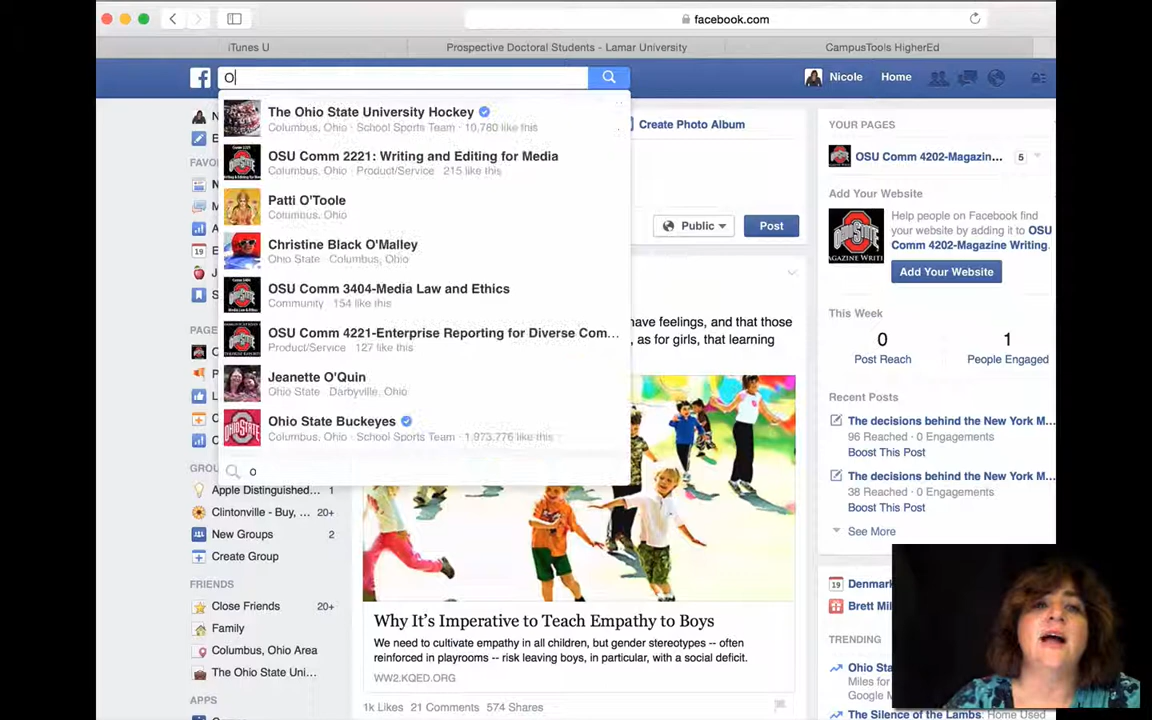 facebook.com
iTunes U
Prospective Doctoral Students - Lamar University
CampusTools HigherEd
O
Nicole
Home
The Ohio State University Hockey
Columbus, Ohio · School Sports Team · 10,780 like this
OSU Comm 2221: Writing and Editing for Media
Columbus, Ohio · Product/Service 215 like this
Patti O'Toole
Columbus, Ohio
Christine Black O'Malley
Ohio State · Columbus, Ohio
OSU Comm 3404-Media Law and Ethics
Community 154 like this
OSU Comm 4221-Enterprise Reporting for Diverse Com...
Product/Service 127 like this
Jeanette O'Quin
Ohio State · Darbyville, Ohio
Ohio State Buckeyes
Columbus, Ohio · School Sports Team · 1,973,776 like this
o
GROU
Apple Distinguished... 1
Clintonville - Buy, ... 20+
New Groups 2
Create Group
FRIENDS
Close Friends 20+
Family
Columbus, Ohio Area
The Ohio State Uni...
APPS
Create Photo Album
Public
Post
have feelings, and that those
as for girls, that learning
Why It's Imperative to Teach Empathy to Boys
We need to cultivate empathy in all children, but gender stereotypes -- often
reinforced in playrooms -- risk leaving boys, in particular, with a social deficit.
WW2.KQED.ORG
1k Likes 21 Comments 574 Shares
YOUR PAGES
OSU Comm 4202-Magazin... 5
Add Your Website
Help people on Facebook find
your website by adding it to OSU
Comm 4202-Magazine Writing.
Add Your Website
This Week
0 1
Post Reach People Engaged
Recent Posts
The decisions behind the New York M...
96 Reached · 0 Engagements
Boost This Post
The decisions behind the New York M...
38 Reached · 0 Engagements
Boost This Post
See More
Denmark
Brett Mil
TRENDING
Ohio Sta
Miles for
Google M
The Silence of the Lambs: Home Used